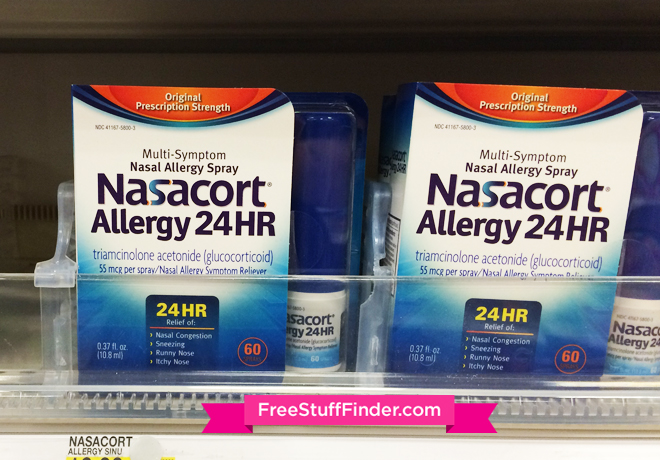 Original
Prescription Strength
NDC 41167-5800-3
Multi-Symptom
Nasal Allergy Spray
Nasacort®
Allergy 24HR
triamcinolone acetonide (glucocorticoid)
55 mcg per spray/Nasal Allergy Symptom Reliever
24HR
Relief of:
› Nasal Congestion
› Sneezing
› Runny Nose
› Itchy Nose
0.37 fl. oz.
(10.8 ml)
60
Nasacort
Allergy 24HR
60
Original
Prescription Strength
NDC 41167-5800-3
Multi-Symptom
Nasal Allergy Spray
Nasacort®
Allergy 24HR
triamcinolone acetonide (glucocorticoid)
55 mcg per spray/Nasal Allergy Symptom Reliever
24HR
Relief of:
› Nasal Congestion
› Sneezing
› Runny Nose
› Itchy Nose
0.37 fl. oz.
(10.8 ml)
60
FreeStuffFinder.com
NASACORT
ALLERGY SINU